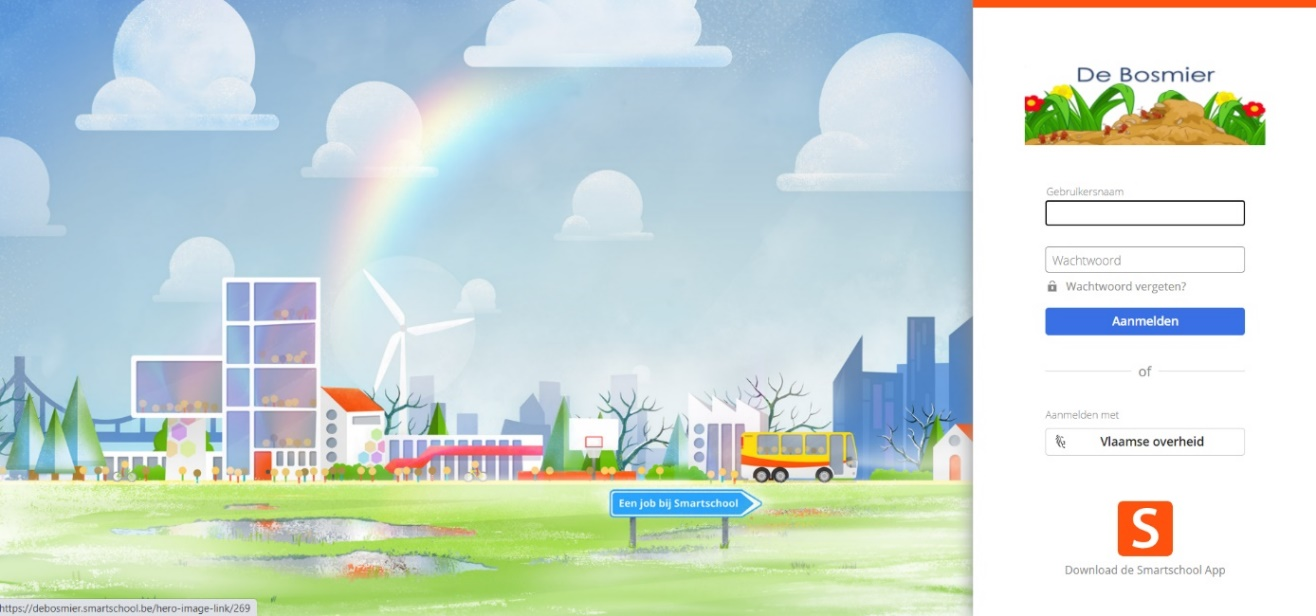 De Bosmier
Gebruikersnaam
Wachtwoord
Wachtwoord vergeten?
Aanmelden
of
Aanmelden met
Vlaamse overheid
S
Download de Smartschool App
Een job bij Smartschool
https://debosmier.smartschool.be/hero-image-link/269